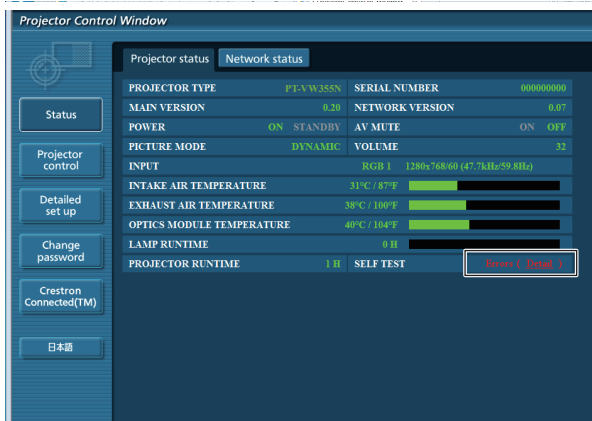 Projector Control Window
Projector status Network status
Status
Projector control
Detailed set up
Change password
Crestron Connected(TM)
日本語
PROJECTOR TYPE PT-VW355N SERIAL NUMBER 000000000
MAIN VERSION 0.20 NETWORK VERSION 0.07
POWER ON STANDBY AV MUTE ON OFF
PICTURE MODE DYNAMIC VOLUME 32
INPUT RGB 1 1280x768/60 (47.7kHz/59.8Hz)
INTAKE AIR TEMPERATURE 31°C / 87°F
EXHAUST AIR TEMPERATURE 38°C / 100°F
OPTICS MODULE TEMPERATURE 40°C / 104°F
LAMP RUNTIME 0 H
PROJECTOR RUNTIME 1 H SELF TEST Errors ( Detail )